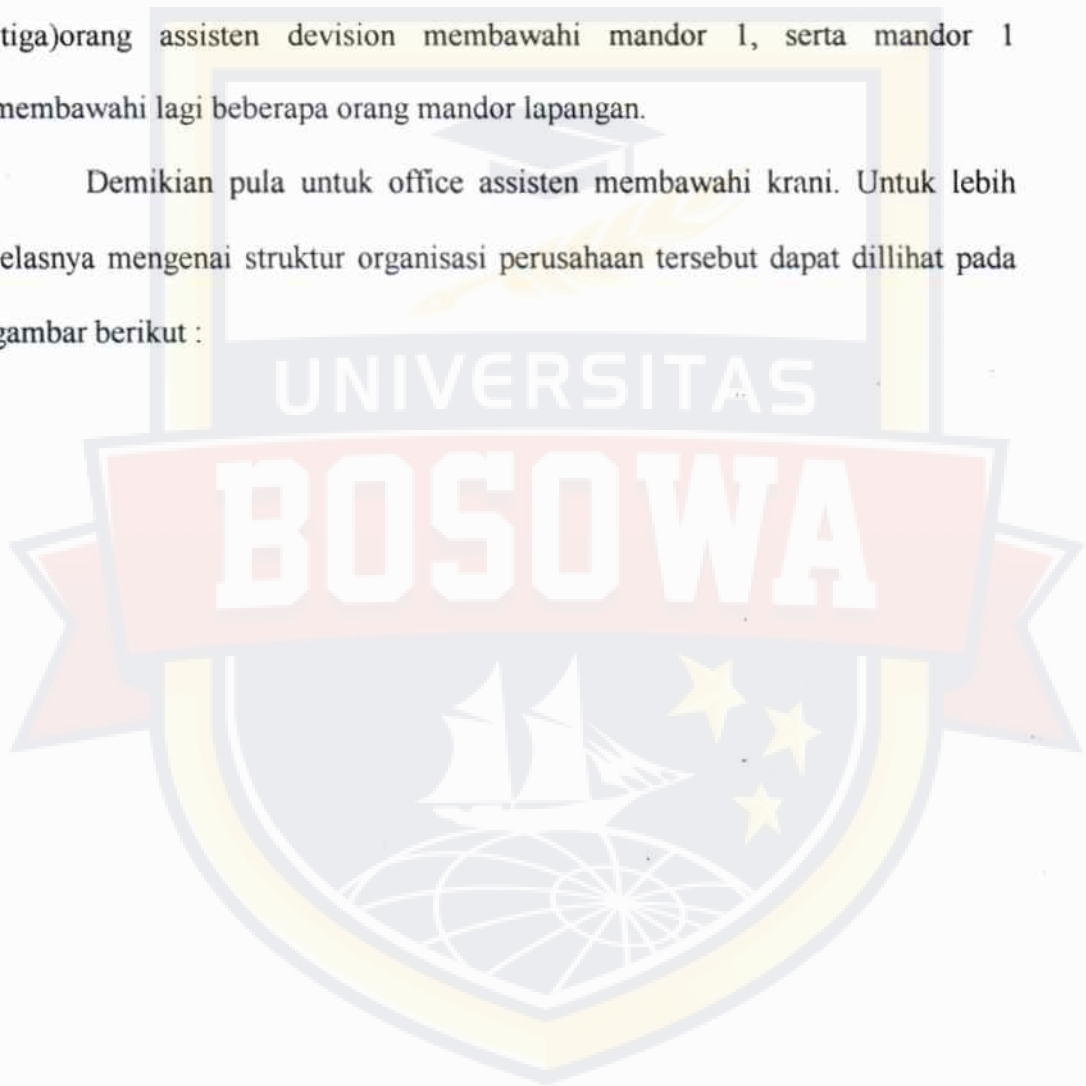 tiga)orang assisten devision membawahi mandor 1, serta mandor 1
membawahi lagi beberapa orang mandor lapangan.
Demikian pula untuk office assisten membawahi krani. Untuk lebih
elasnya mengenai struktur organisasi perusahaan tersebut dapat dillihat pada
gambar berikut :
UNIVERSITAS
BOSOWA